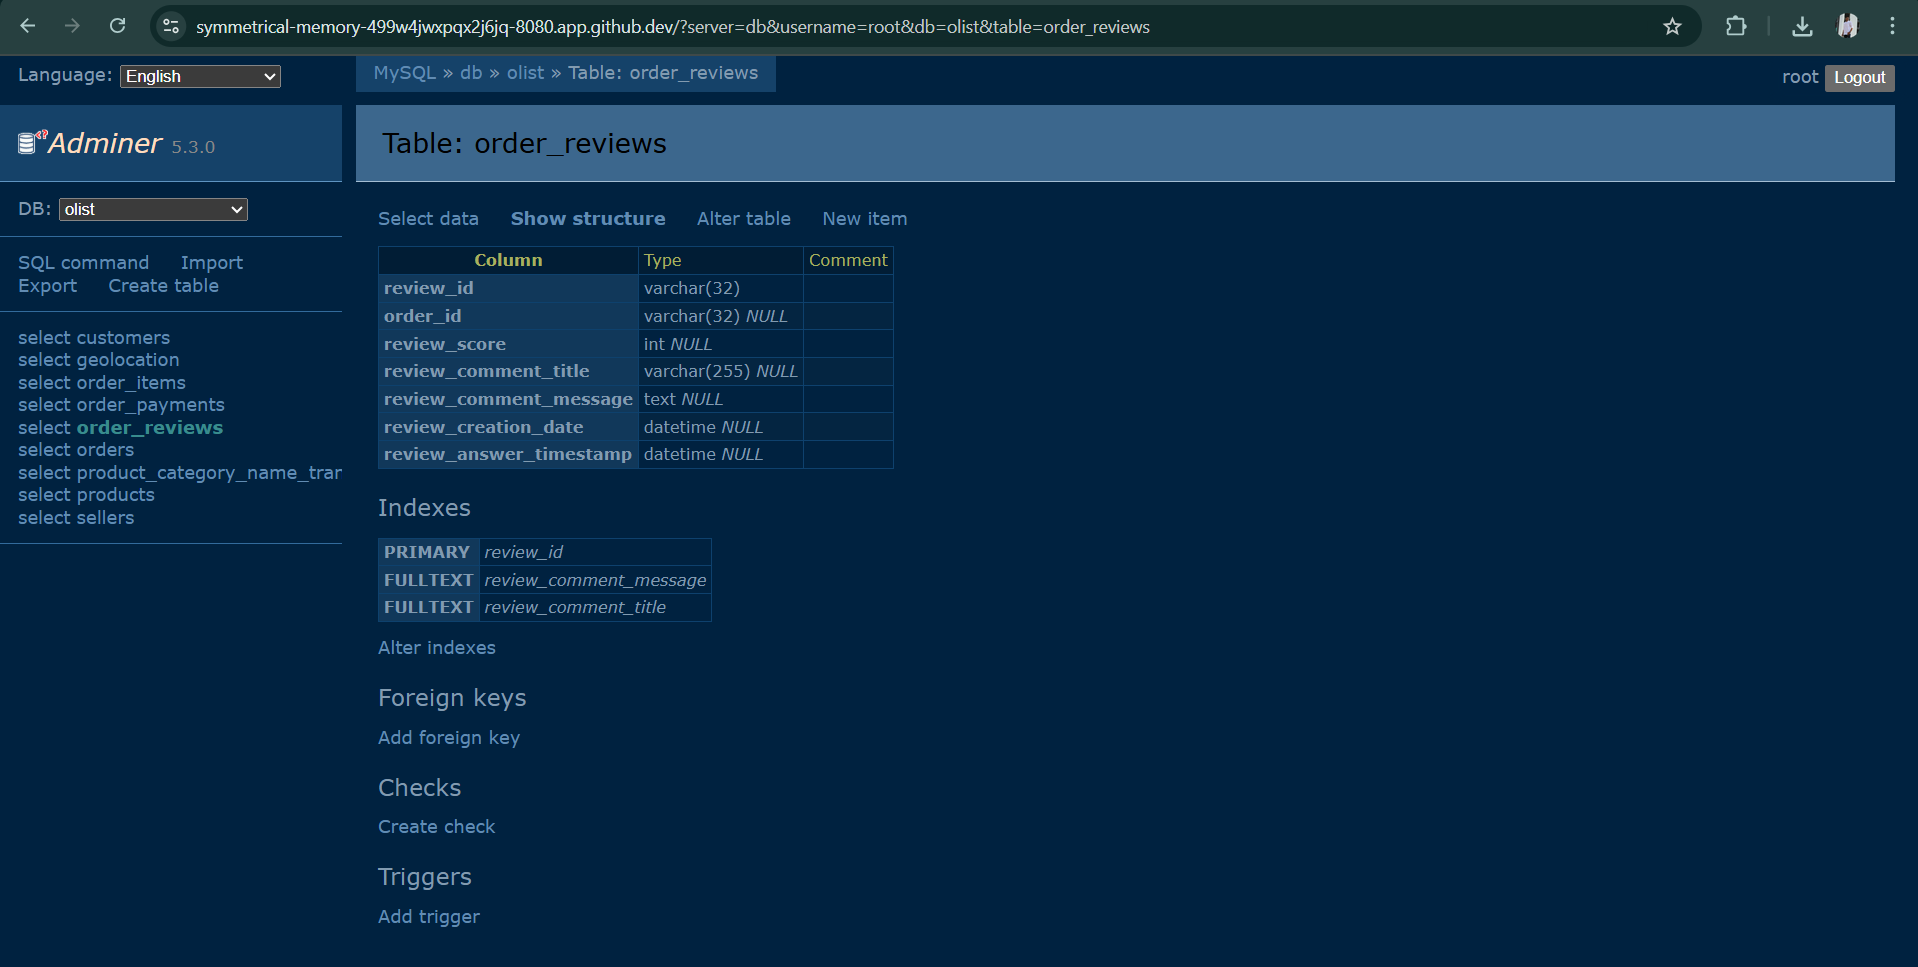 symmetrical-memory-499w4jwxpqx2j6jq-8080.app.github.dev/?server=db&username=root&db=olist&table=order_reviews
Language: English
MySQL » db » olist » Table: order_reviews
root Logout
Adminer 5.3.0
Table: order_reviews
DB: olist
SQL command Import
Export Create table
select customers
select geolocation
select order_items
select order_payments
select order_reviews
select orders
select product_category_name_tran
select products
select sellers
Select data Show structure Alter table New item
Column Type Comment
review_id varchar(32)
order_id varchar(32) NULL
review_score int NULL
review_comment_title varchar(255) NULL
review_comment_message text NULL
review_creation_date datetime NULL
review_answer_timestamp datetime NULL
Indexes
PRIMARY review_id
FULLTEXT review_comment_message
FULLTEXT review_comment_title
Alter indexes
Foreign keys
Add foreign key
Checks
Create check
Triggers
Add trigger